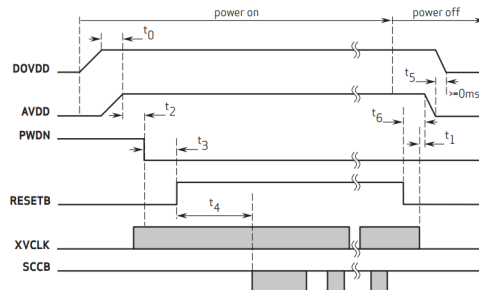 power on
power off
t0
DOVDD
t5
>=0ms
AVDD
t2
t6
PWDN
t3
t1
RESETB
t4
XVCLK
SCCB